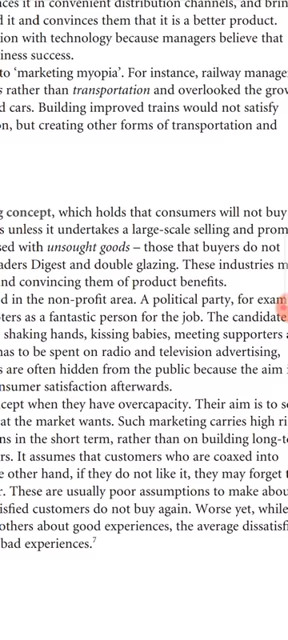 it in convenient distribution channels, and
it and convinces them that it is a better product.
ion with technology because managers believe that
iness success.
to ‘marketing myopia’. For instance, railway
rather than transportation and overlooked the
cars. Building improved trains would not satisfy
on, but creating other forms of transportation and
concept, which holds that consumers will not buy
s unless it undertakes a large-scale selling and
sed with unsought goods – those that buyers do not
aders Digest and double glazing. These industries
nd convincing them of product benefits.
d in the non-profit area. A political party, for
ters as a fantastic person for the job. The candidate
shaking hands, kissing babies, meeting supporters
has to be spent on radio and television advertising,
s are often hidden from the public because the aim
nsumer satisfaction afterwards.
cept when they have overcapacity. Their aim is to
at the market wants. Such marketing carries high
ns in the short term, rather than on building
rs. It assumes that customers who are coaxed into
e other hand, if they do not like it, they may forget
r. These are usually poor assumptions to make
isfied customers do not buy again. Worse yet, while
others about good experiences, the average
bad experiences.7